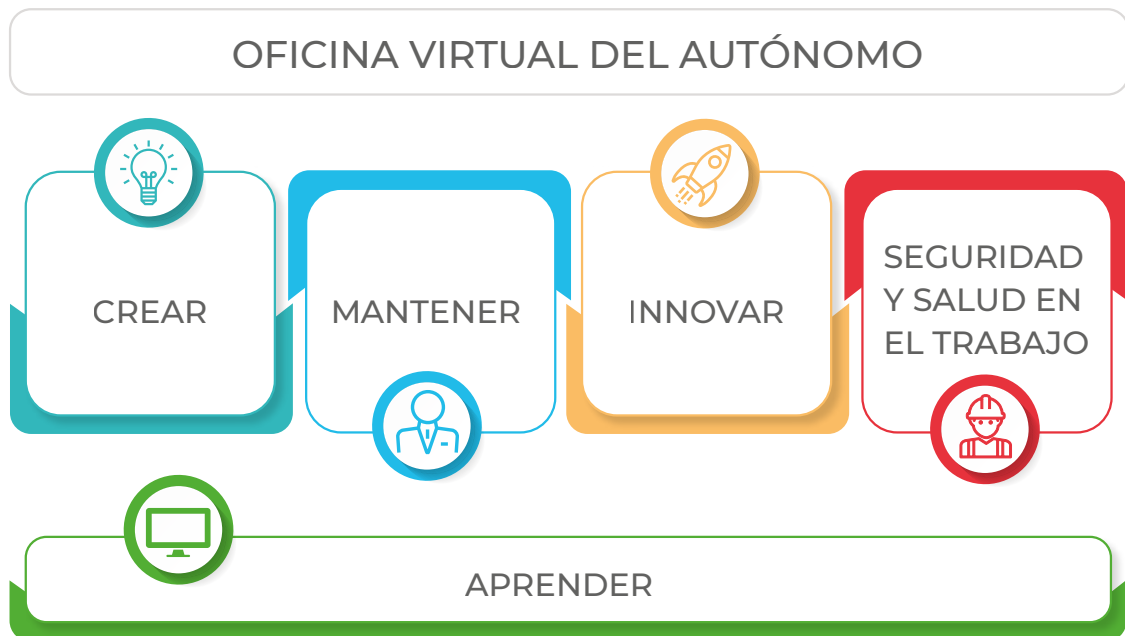 OFICINA VIRTUAL DEL AUTÓNOMO
CREAR
MANTENER
INNOVAR
SEGURIDAD
Y SALUD EN
EL TRABAJO
APRENDER